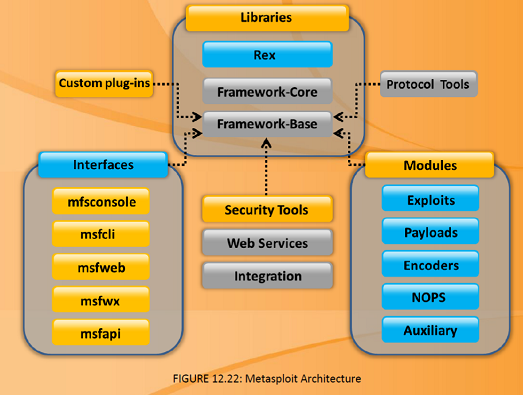 Libraries
Rex
Custom plug-ins
Framework-Core
Protocol Tools
Framework-Base
Interfaces
mfsconsole
msfcli
msfweb
msfwx
msfapi
Security Tools
Web Services
Integration
Modules
Exploits
Payloads
Encoders
NOPS
Auxiliary
FIGURE 12.22: Metasploit Architecture